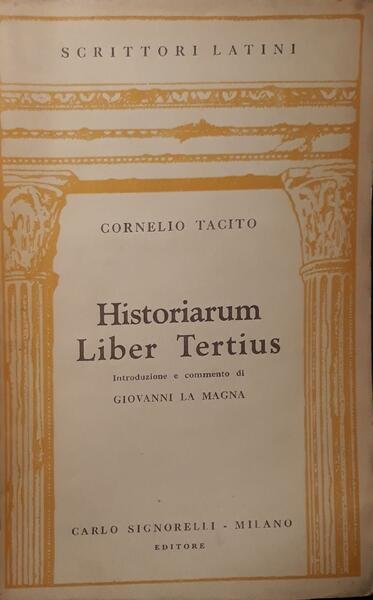 SCRITTORI LATINI
CORNELIO TACITO
Historiarum
Liber Tertius
Introduzione e commento di
GIOVANNI LA MAGNA
CARLO SIGNORELLI - MILANO
EDITORE